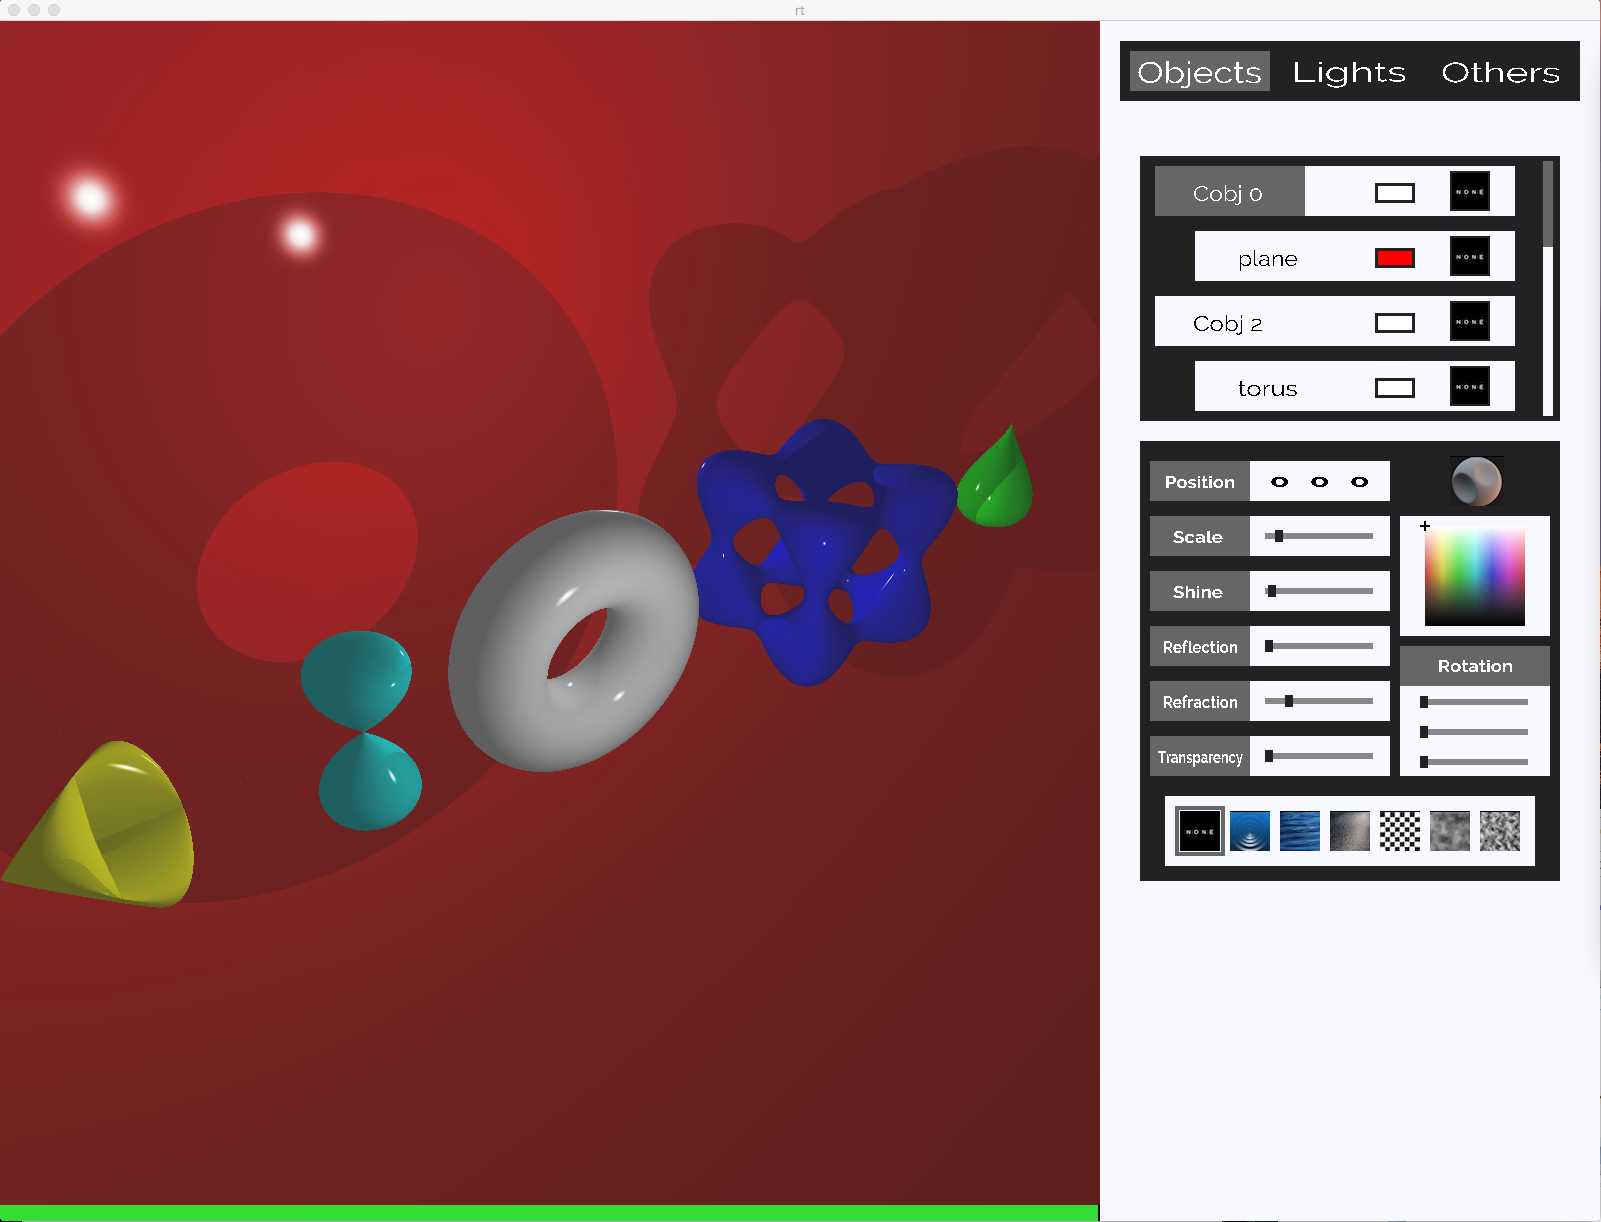 rt
Objects Lights Others
Cobj 0 NONE
plane NONE
Cobj 2 NONE
torus NONE
Position 0 0 0
Scale
Shine
Reflection
Rotation
Refraction
Transparency
NONE